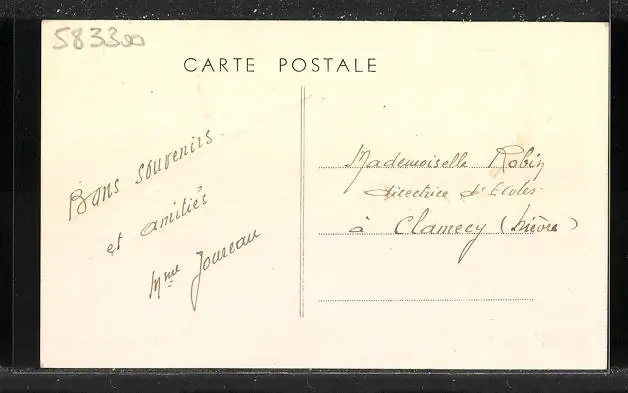 583300
CARTE POSTALE
Bons souvenirs
et amitiés
Mme Joureau
Mademoiselle Robin
directrice d'Ecoles
à Clamecy (Nièvre)